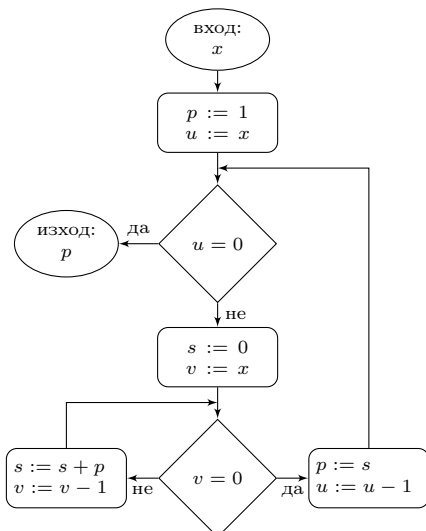 вход:
x
p := 1
u := x
да
изход:
p
u = 0
не
s := 0
v := x
s := s + p
v := v − 1
не
v = 0
да
p := s
u := u − 1